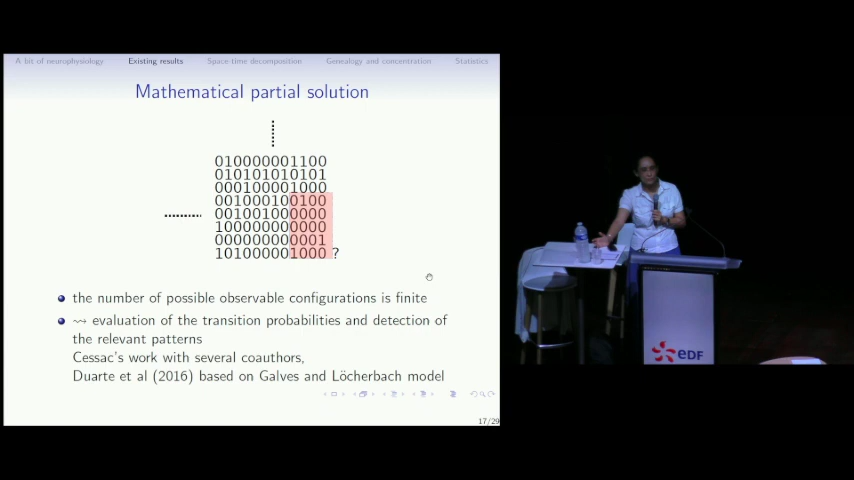 A bit of neurophysiology Existing results Space-time decomposition Genealogy and concentration Statistics
Mathematical partial solution
010000001100
010101010101
000100001000
001000100100
001001000000
100000000000
000000000001
101000001000 ?
the number of possible observable configurations is finite
⤳ evaluation of the transition probabilities and detection of
the relevant patterns
Cessac's work with several coauthors,
Duarte et al (2016) based on Galves and Löcherbach model
17/29
eDF